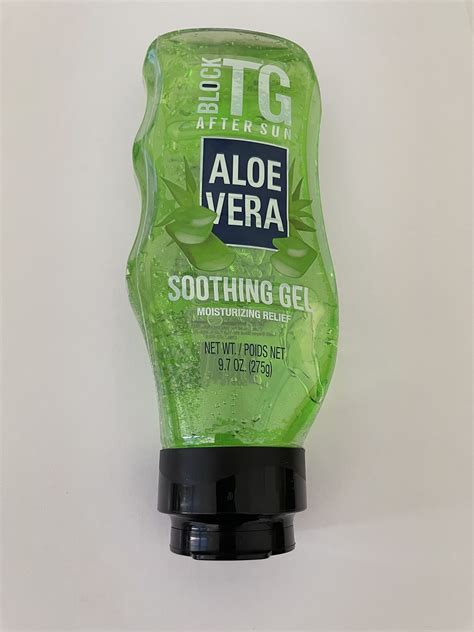 BLOCK
TG
AFTER SUN
ALOE
VERA
SOOTHING GEL
MOISTURIZING RELIEF
NET WT. / POIDS NET
9.7 OZ. (275g)